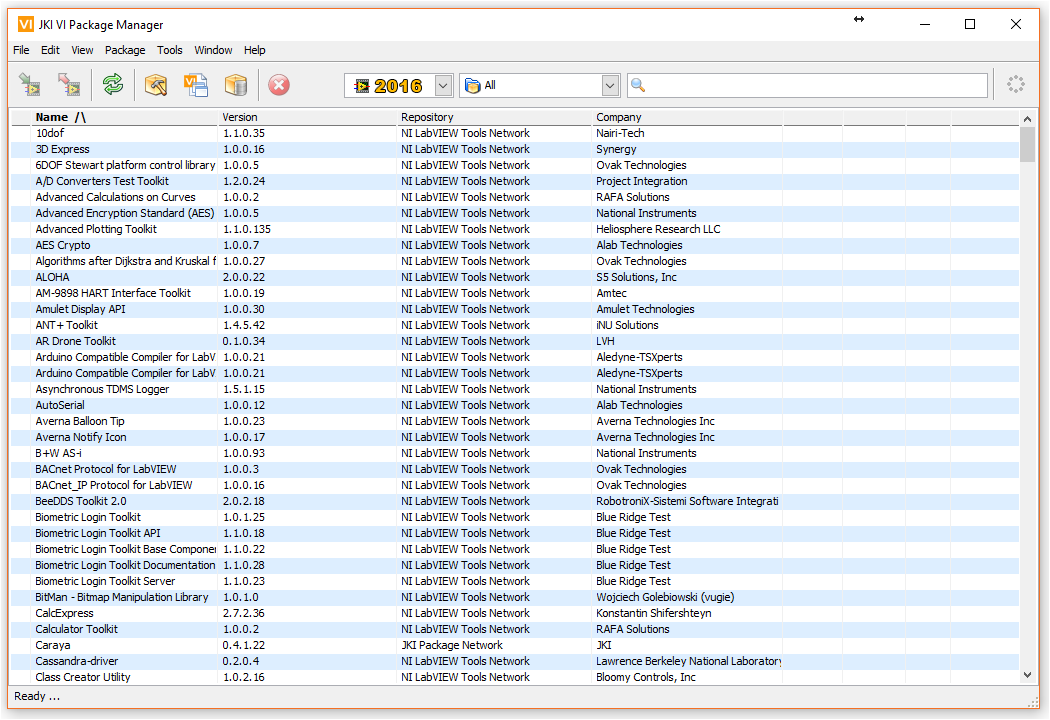 VI JKI VI Package Manager
File Edit View Package Tools Window Help
2016 All
Name /\ Version Repository Company
10dof 1.1.0.35 NI LabVIEW Tools Network Nairi-Tech
3D Express 1.0.0.16 NI LabVIEW Tools Network Synergy
6DOF Stewart platform control library 1.0.0.5 NI LabVIEW Tools Network Ovak Technologies
A/D Converters Test Toolkit 1.2.0.24 NI LabVIEW Tools Network Project Integration
Advanced Calculations on Curves 1.0.0.2 NI LabVIEW Tools Network RAFA Solutions
Advanced Encryption Standard (AES) 1.0.0.5 NI LabVIEW Tools Network National Instruments
Advanced Plotting Toolkit 1.1.0.135 NI LabVIEW Tools Network Heliosphere Research LLC
AES Crypto 1.0.0.7 NI LabVIEW Tools Network Alab Technologies
Algorithms after Dijkstra and Kruskal f 1.0.0.27 NI LabVIEW Tools Network Ovak Technologies
ALOHA 2.0.0.22 NI LabVIEW Tools Network S5 Solutions, Inc
AM-9898 HART Interface Toolkit 1.0.0.19 NI LabVIEW Tools Network Amtec
Amulet Display API 1.0.0.30 NI LabVIEW Tools Network Amulet Technologies
ANT+ Toolkit 1.4.5.42 NI LabVIEW Tools Network iNU Solutions
AR Drone Toolkit 0.1.0.34 NI LabVIEW Tools Network LVH
Arduino Compatible Compiler for LabV 1.0.0.21 NI LabVIEW Tools Network Aledyne-TSXperts
Arduino Compatible Compiler for LabV 1.0.0.21 NI LabVIEW Tools Network Aledyne-TSXperts
Asynchronous TDMS Logger 1.5.1.15 NI LabVIEW Tools Network National Instruments
AutoSerial 1.0.0.12 NI LabVIEW Tools Network Alab Technologies
Averna Balloon Tip 1.0.0.23 NI LabVIEW Tools Network Averna Technologies Inc
Averna Notify Icon 1.0.0.17 NI LabVIEW Tools Network Averna Technologies Inc
B+W AS-i 1.0.0.93 NI LabVIEW Tools Network National Instruments
BACnet Protocol for LabVIEW 1.0.0.3 NI LabVIEW Tools Network Ovak Technologies
BACnet_IP Protocol for LabVIEW 1.0.0.16 NI LabVIEW Tools Network Ovak Technologies
BeeDDS Toolkit 2.0 2.0.2.18 NI LabVIEW Tools Network RobotroniX-Sistemi Software Integrati
Biometric Login Toolkit 1.0.1.25 NI LabVIEW Tools Network Blue Ridge Test
Biometric Login Toolkit API 1.1.0.18 NI LabVIEW Tools Network Blue Ridge Test
Biometric Login Toolkit Base Componen 1.1.0.22 NI LabVIEW Tools Network Blue Ridge Test
Biometric Login Toolkit Documentation 1.1.0.28 NI LabVIEW Tools Network Blue Ridge Test
Biometric Login Toolkit Server 1.1.0.23 NI LabVIEW Tools Network Blue Ridge Test
BitMan - Bitmap Manipulation Library 1.0.1.0 NI LabVIEW Tools Network Wojciech Golebiowski (vugie)
CalcExpress 2.7.2.36 NI LabVIEW Tools Network Konstantin Shifershteyn
Calculator Toolkit 1.0.0.2 NI LabVIEW Tools Network RAFA Solutions
Caraya 0.4.1.22 JKI Package Network JKI
Cassandra-driver 0.2.0.4 NI LabVIEW Tools Network Lawrence Berkeley National Laboratory
Class Creator Utility 1.0.2.16 NI LabVIEW Tools Network Bloomy Controls, Inc
Ready ...